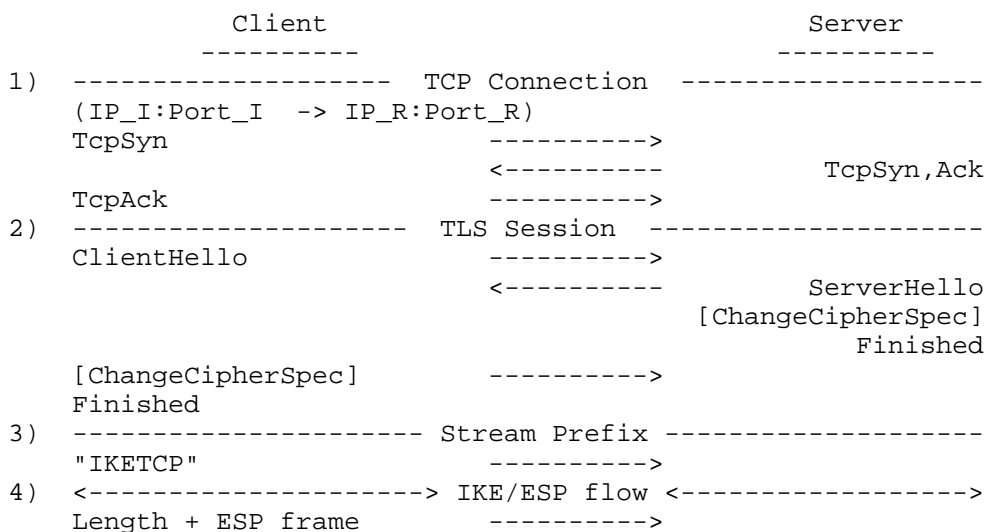 Client                              Server
            ----------                          ----------
1)  --------------------  TCP Connection  -------------------
    (IP_I:Port_I  -> IP_R:Port_R)
    TcpSyn                    ---------->
                              <----------          TcpSyn,Ack
    TcpAck                    ---------->
2)  ---------------------  TLS Session  ---------------------
    ClientHello               ---------->
                              <----------         ServerHello
                                           [ChangeCipherSpec]
                                                     Finished
    [ChangeCipherSpec]        ---------->
    Finished
3)  ---------------------- Stream Prefix --------------------
    "IKETCP"                  ---------->
4)  <---------------------> IKE/ESP flow <------------------>
    Length + ESP frame        ---------->